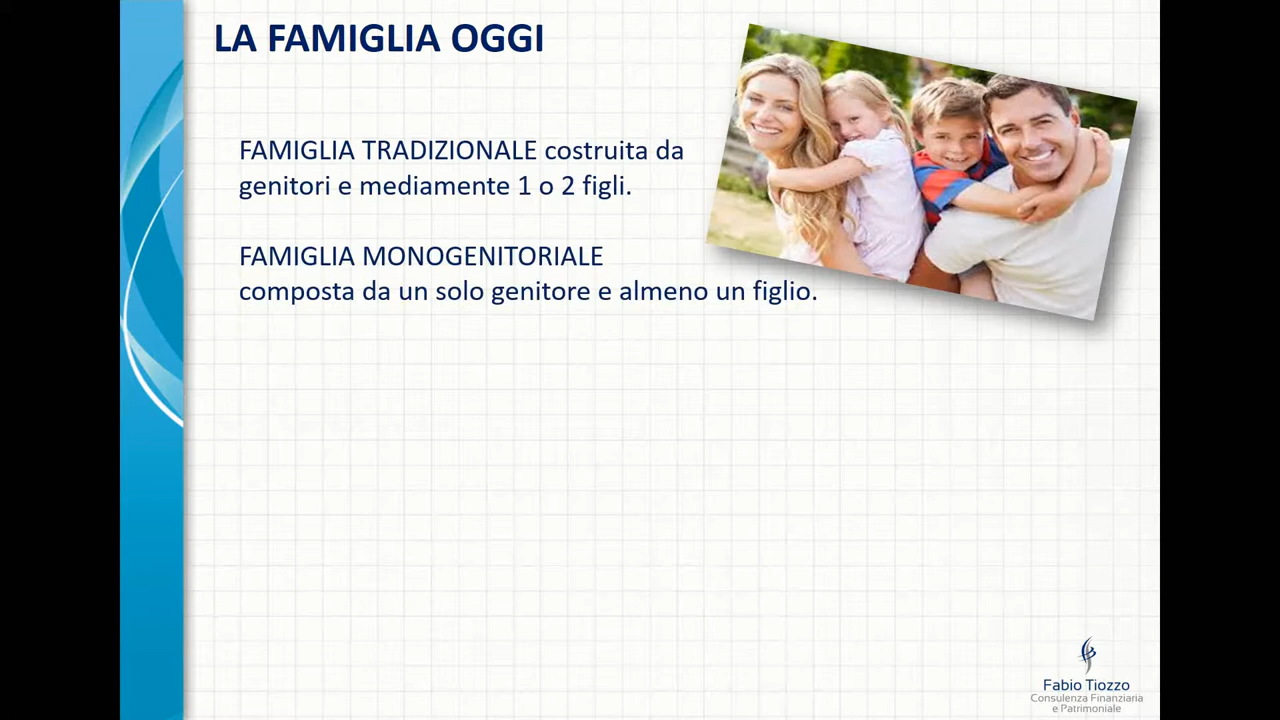 LA FAMIGLIA OGGI
FAMIGLIA TRADIZIONALE costruita da
genitori e mediamente 1 o 2 figli.
FAMIGLIA MONOGENITORIALE
composta da un solo genitore e almeno un figlio.
Fabio Tiozzo
Consulenza Finanziaria
e Patrimoniale